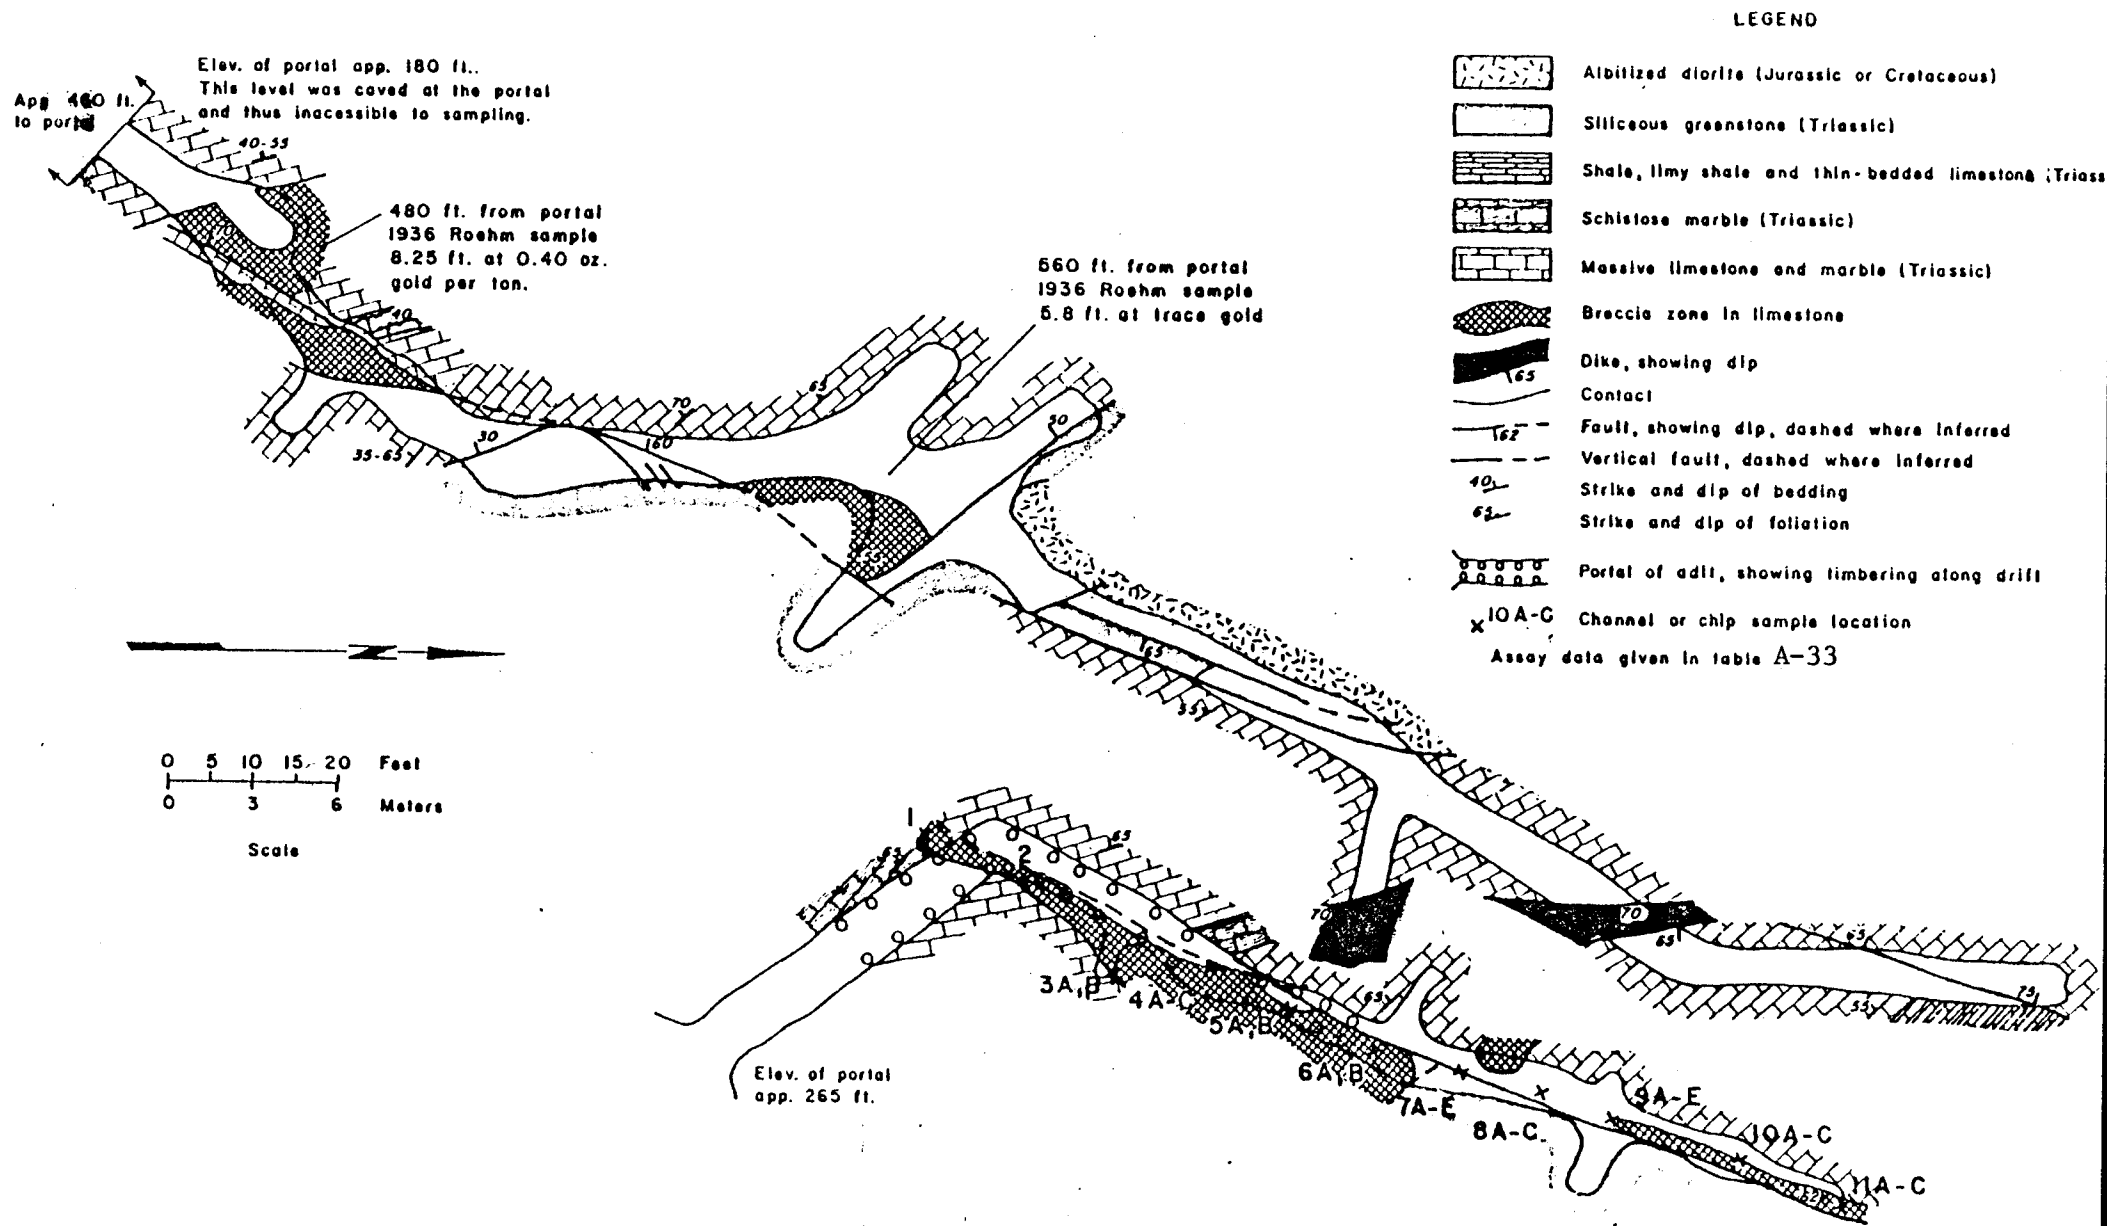 LEGEND
Elev. of portal app. 180 ft..
This level was caved at the portal
and thus inacessible to sampling.
App. 460 ft.
to portal
40-55
480 ft. from portal
1936 Roehm sample
8.25 ft. at 0.40 oz.
gold per ton.
70
40
560 ft. from portal
1936 Roehm sample
5.8 ft. at trace gold
65
70
50
30
60
35-65
55
65
55
Albitized diorite (Jurassic or Cretaceous)
Siliceous greenstone (Triassic)
Shale, limy shale and thin-bedded limestone (Triass
Schistose marble (Triassic)
Massive limestone and marble (Triassic)
Breccia zone in limestone
Dike, showing dip
65
Contact
62
Fault, showing dip, dashed where inferred
Vertical fault, dashed where inferred
40
Strike and dip of bedding
65
Strike and dip of foliation
Portal of adit, showing timbering along drift
x 10A-C Channel or chip sample location
Assay data given in table A-33
N
0 5 10 15 20 Feet
0 3 6 Meters
Scale
1
65
2
65
70
70
65
65
75
55
3A,B
4A-C
5A,B
65
6A,B
7A-E
8A-C
9A-E
10A-C
11A-C
62
Elev. of portal
app. 265 ft.